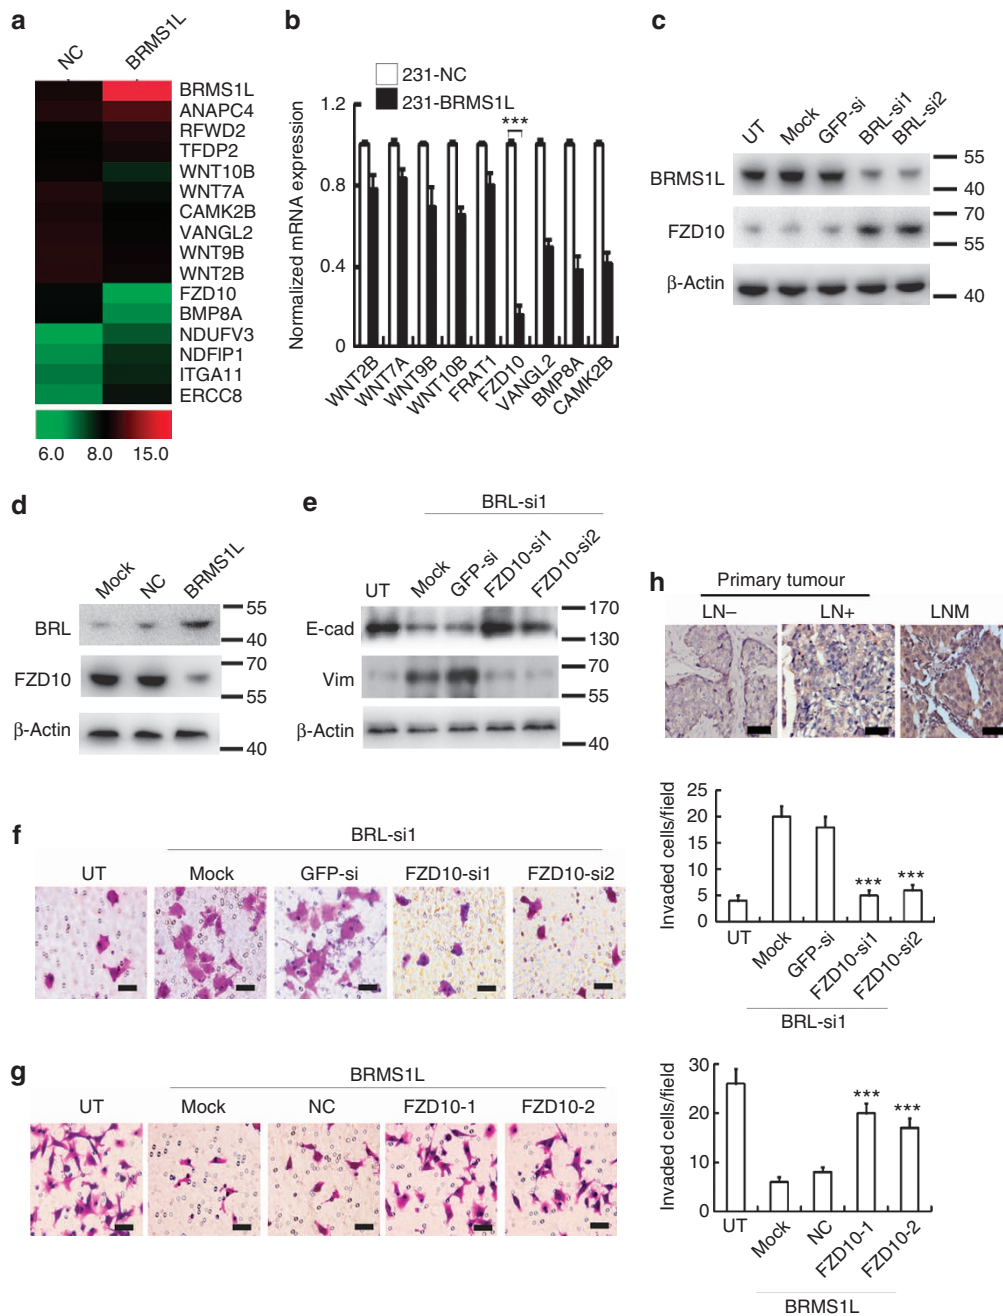 a
NC
BRMS1L
BRMS1L
ANAPC4
RFWD2
TFDP2
WNT10B
WNT7A
CAMK2B
VANGL2
WNT9B
WNT2B
FZD10
BMP8A
NDUFV3
NDFIP1
ITGA11
ERCC8
6.0 8.0 15.0
b
231-NC
231-BRMS1L
Normalized mRNA expression
1.2
0.8
0.4
0
***
WNT2B
WNT7A
WNT9B
WNT10B
FRAT1
FZD10
VANGL2
BMP8A
CAMK2B
c
UT Mock GFP-si BRL-si1 BRL-si2
BRMS1L
55
40
FZD10
70
55
β-Actin
40
d
Mock NC BRMS1L
BRL
55
40
FZD10
70
55
β-Actin
40
e
BRL-si1
UT Mock GFP-si FZD10-si1 FZD10-si2
E-cad
170
130
Vim
70
55
β-Actin
40
f
BRL-si1
UT Mock GFP-si FZD10-si1 FZD10-si2
g
BRMS1L
UT Mock NC FZD10-1 FZD10-2
h
Primary tumour
LN– LN+ LNM
Invaded cells/field
25
20
15
10
5
0
*** ***
UT Mock GFP-si FZD10-si1 FZD10-si2
BRL-si1
Invaded cells/field
30
20
10
0
*** ***
UT Mock NC FZD10-1 FZD10-2
BRMS1L